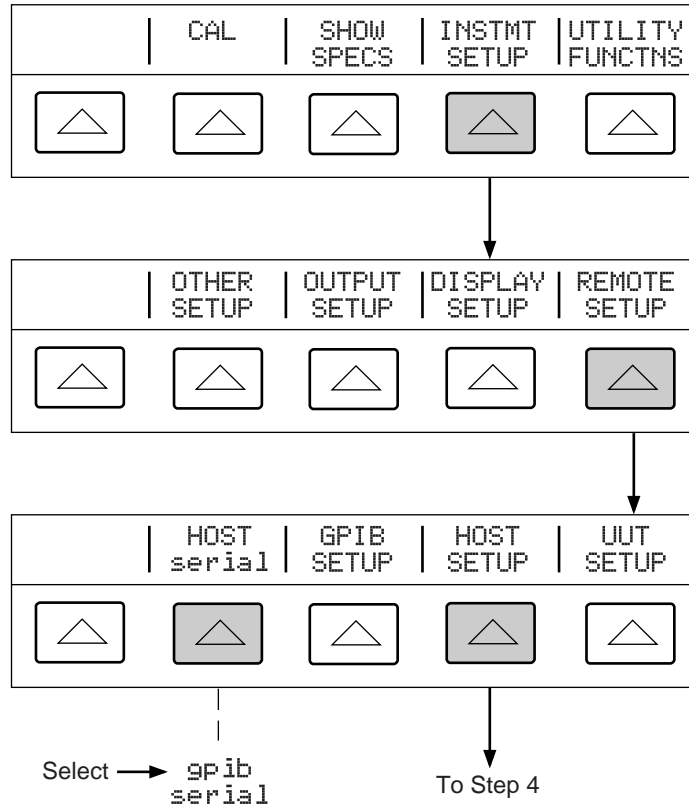 CAL | SHOW | INSTMT | UTILITY
SPECS | SETUP | FUNCTNS
OTHER | OUTPUT | DISPLAY | REMOTE
SETUP | SETUP | SETUP | SETUP
HOST | GPIB | HOST | UUT
serial | SETUP | SETUP | SETUP
Select gpib
serial
To Step 4